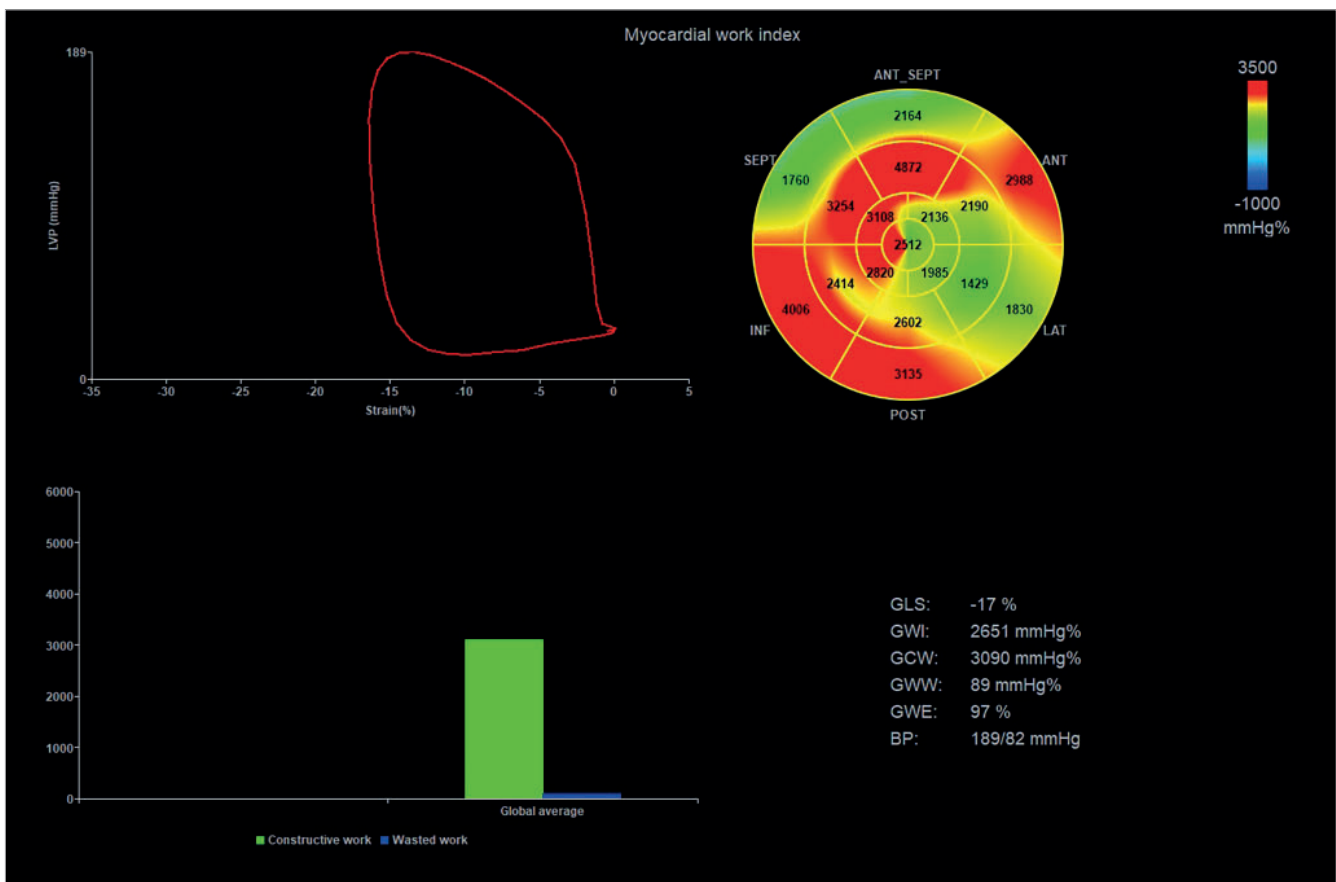 Myocardial work index
189
LVP (mmHg)
0
-35 -30 -25 -20 -15 -10 -5 0 5
Strain(%)
ANT_SEPT
SEPT
ANT
INF
LAT
POST
2164
1760
2988
4872
3254
2190
3108
2136
2512
2820
1985
2414
1429
4006
2602
1830
3135
3500
-1000
mmHg%
6000
5000
4000
3000
2000
1000
0
Global average
Constructive work Wasted work
GLS: -17 %
GWI: 2651 mmHg%
GCW: 3090 mmHg%
GWW: 89 mmHg%
GWE: 97 %
BP: 189/82 mmHg